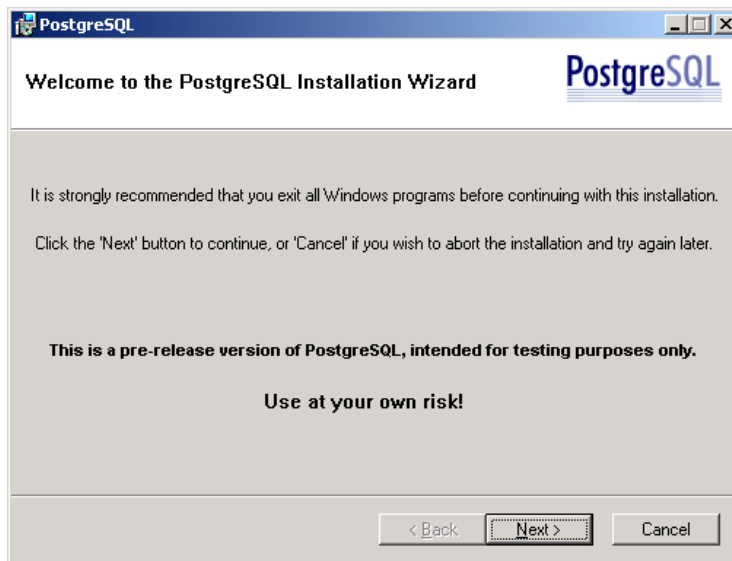 PostgreSQL
Welcome to the PostgreSQL Installation Wizard
PostgreSQL
It is strongly recommended that you exit all Windows programs before continuing with this installation.
Click the 'Next' button to continue, or 'Cancel' if you wish to abort the installation and try again later.
This is a pre-release version of PostgreSQL, intended for testing purposes only.
Use at your own risk!
< Back
Next >
Cancel